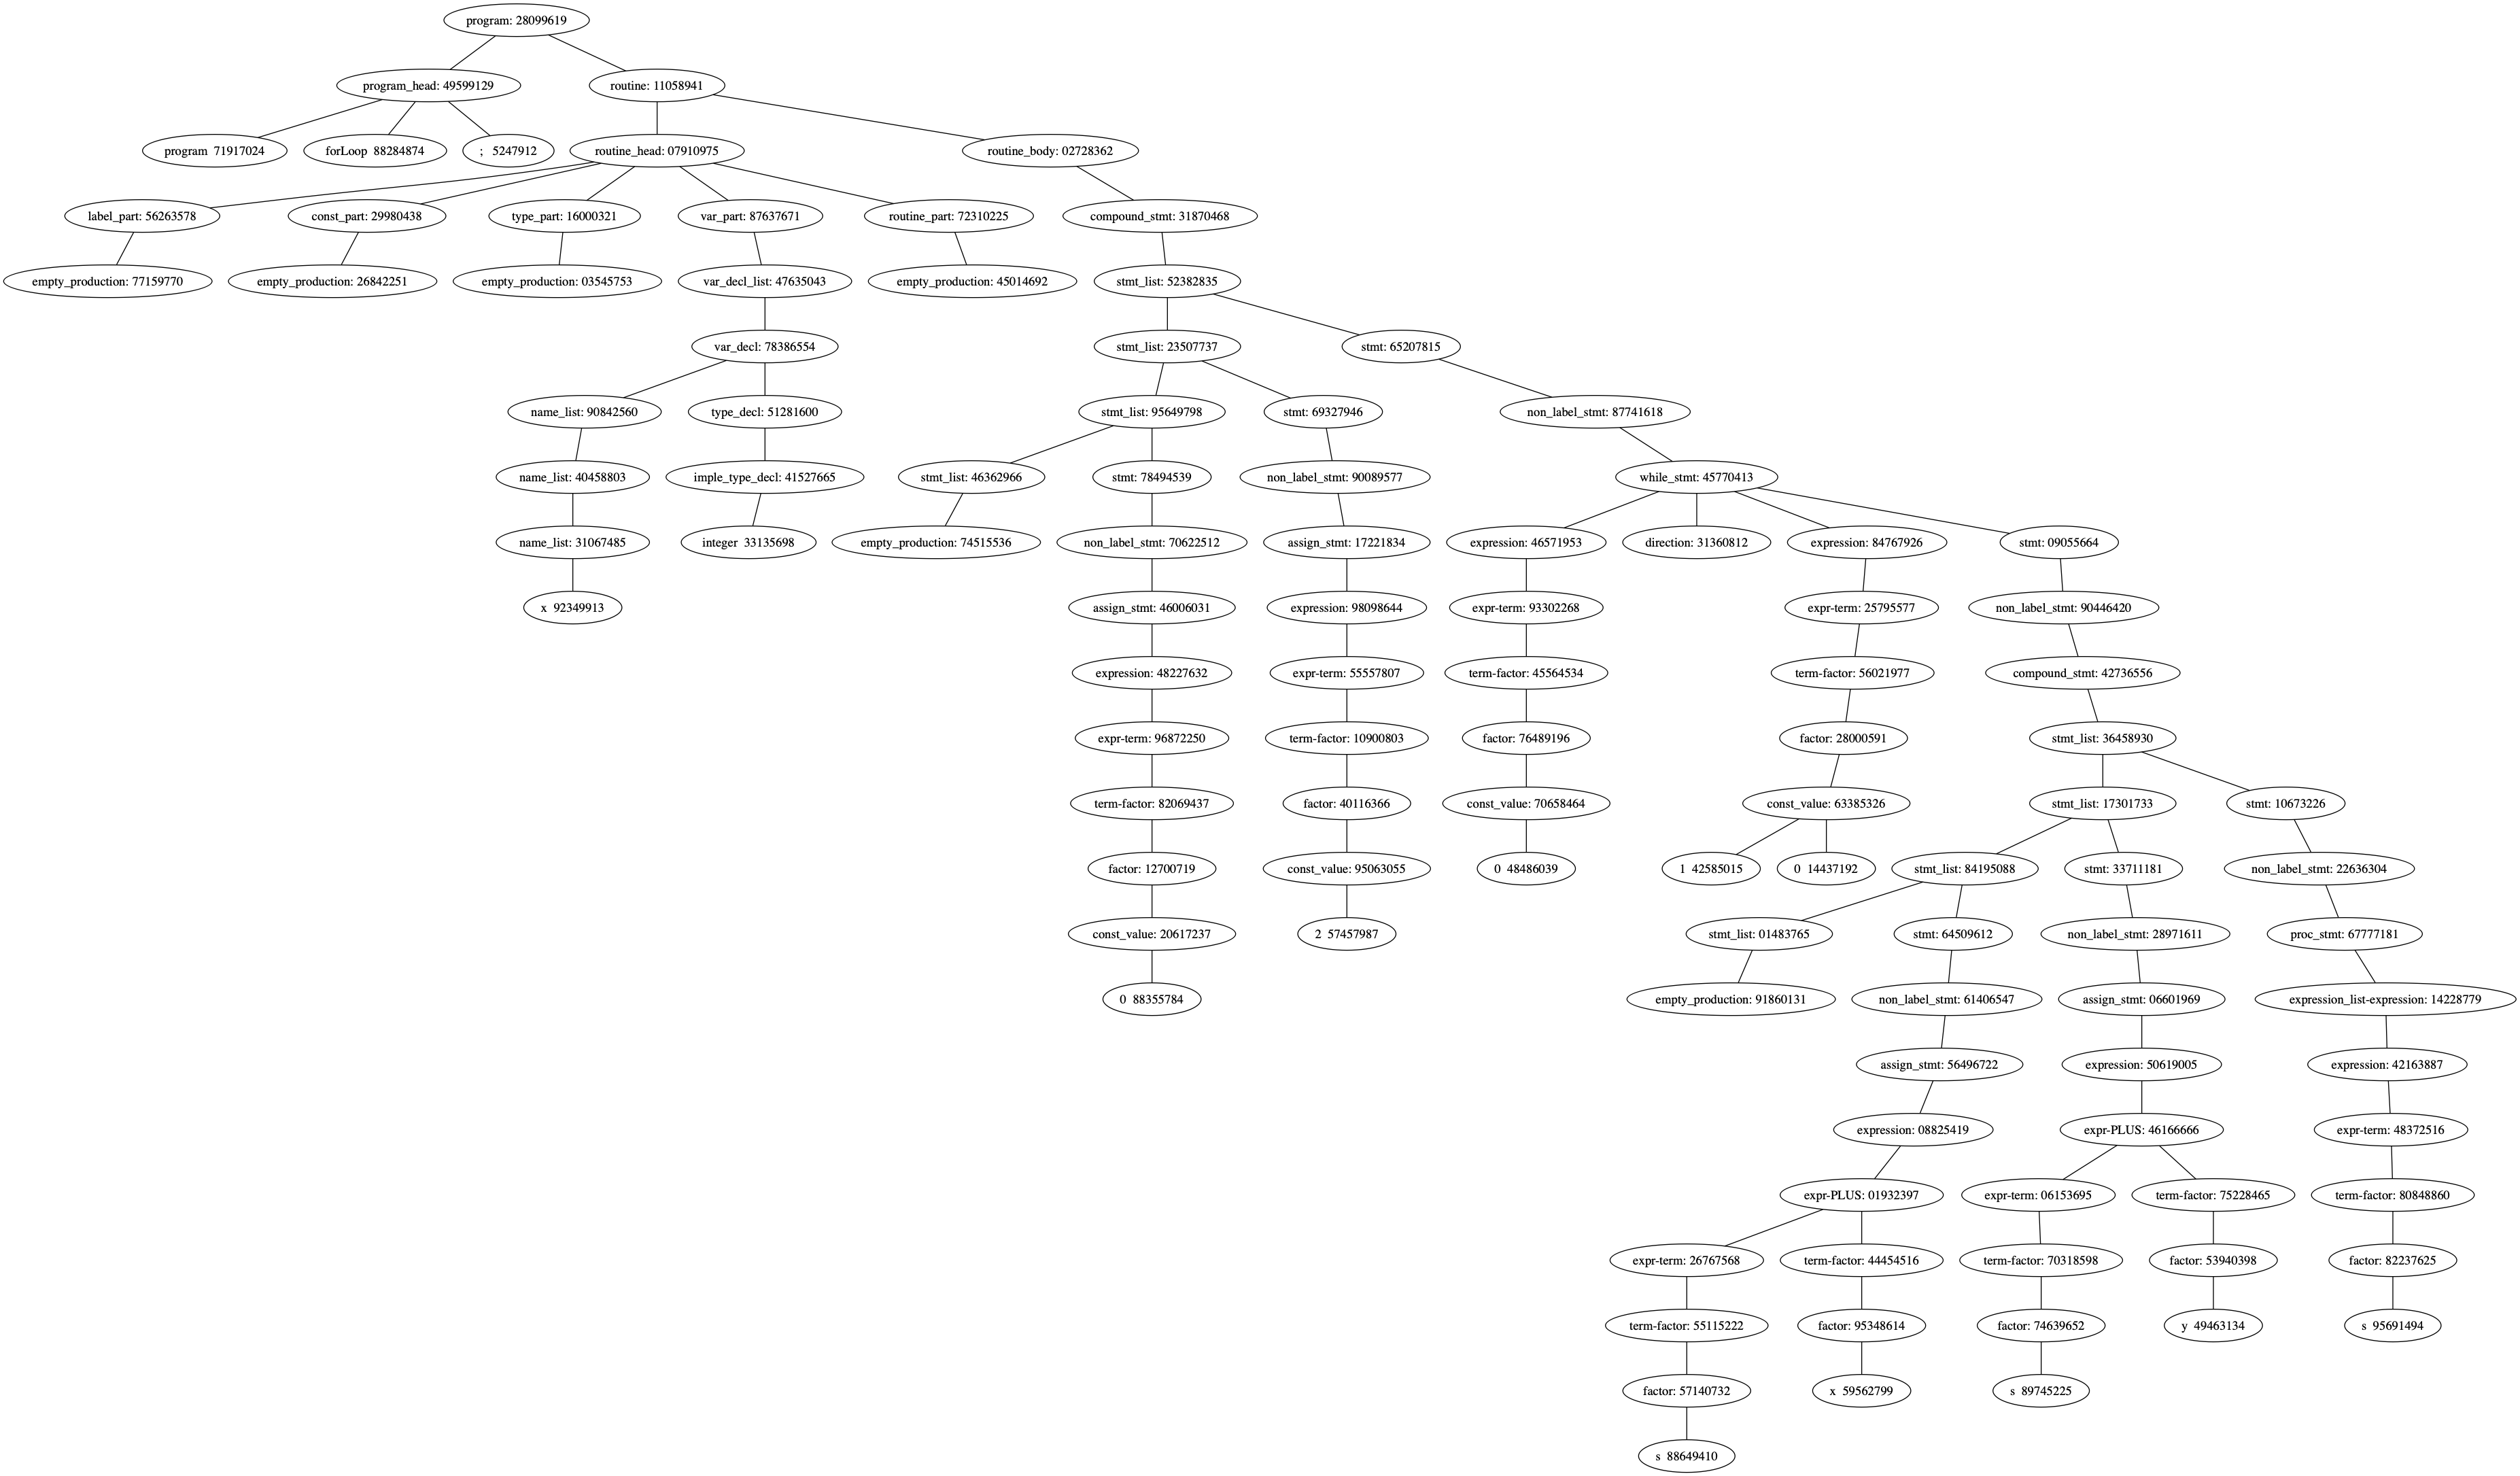 program: 28099619
program_head: 49599129
routine: 11058941
program 71917024
forLoop 88284874
; 5247912
routine_head: 07910975
routine_body: 02728362
label_part: 56263578
const_part: 29980438
type_part: 16000321
var_part: 87637671
routine_part: 72310225
compound_stmt: 31870468
empty_production: 77159770
empty_production: 26842251
empty_production: 03545753
var_decl_list: 47635043
empty_production: 45014692
stmt_list: 52382835
var_decl: 78386554
stmt_list: 23507737
stmt: 65207815
name_list: 90842560
type_decl: 51281600
stmt_list: 95649798
stmt: 69327946
non_label_stmt: 87741618
name_list: 40458803
imple_type_decl: 41527665
stmt_list: 46362966
stmt: 78494539
non_label_stmt: 90089577
while_stmt: 45770413
name_list: 31067485
integer 33135698
empty_production: 74515536
non_label_stmt: 70622512
assign_stmt: 17221834
expression: 46571953
direction: 31360812
expression: 84767926
stmt: 09055664
x 92349913
assign_stmt: 46006031
expression: 98098644
expr-term: 93302268
expr-term: 25795577
non_label_stmt: 90446420
expression: 48227632
expr-term: 55557807
term-factor: 45564534
term-factor: 56021977
compound_stmt: 42736556
expr-term: 96872250
term-factor: 10900803
factor: 76489196
factor: 28000591
stmt_list: 36458930
term-factor: 82069437
factor: 40116366
const_value: 70658464
const_value: 63385326
stmt_list: 17301733
stmt: 10673226
factor: 12700719
const_value: 95063055
0 48486039
1 42585015
0 14437192
stmt_list: 84195088
stmt: 33711181
non_label_stmt: 22636304
const_value: 20617237
2 57457987
stmt_list: 01483765
stmt: 64509612
non_label_stmt: 28971611
proc_stmt: 67777181
0 88355784
empty_production: 91860131
non_label_stmt: 61406547
assign_stmt: 06601969
expression_list-expression: 14228779
assign_stmt: 56496722
expression: 50619005
expression: 42163887
expression: 08825419
expr-PLUS: 46166666
expr-term: 48372516
expr-PLUS: 01932397
expr-term: 06153695
term-factor: 75228465
term-factor: 80848860
expr-term: 26767568
term-factor: 44454516
term-factor: 70318598
factor: 53940398
factor: 82237625
term-factor: 55115222
factor: 95348614
factor: 74639652
y 49463134
s 95691494
factor: 57140732
x 59562799
s 89745225
s 88649410